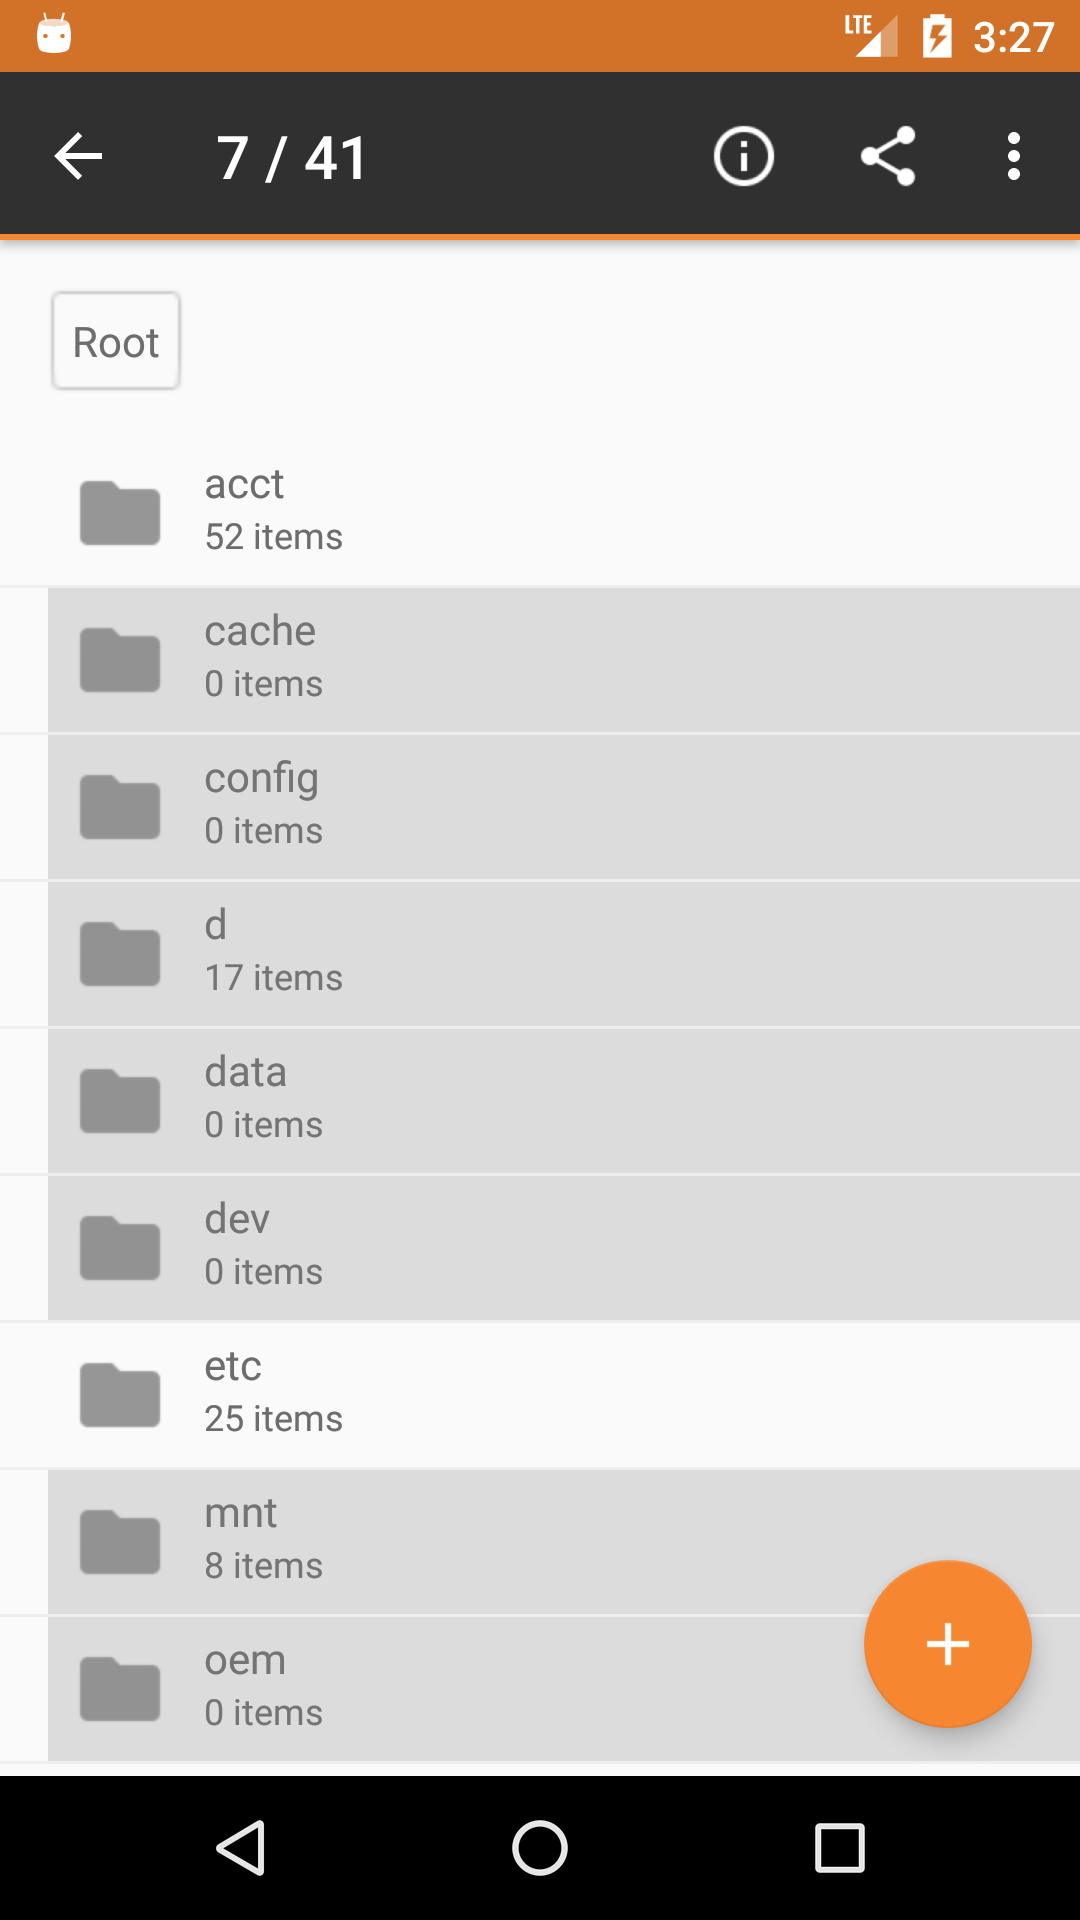 LTE 3:27
7 / 41
Root
acct
52 items
cache
0 items
config
0 items
d
17 items
data
0 items
dev
0 items
etc
25 items
mnt
8 items
oem
0 items